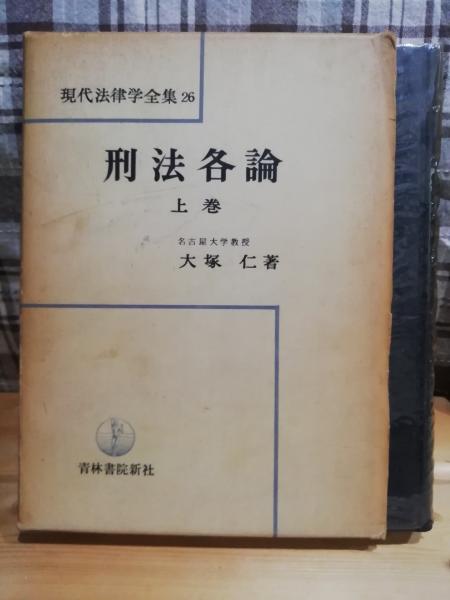 現代法律学全集 26
刑法各論
上巻
名古屋大学教授
大塚 仁著
青林書院新社